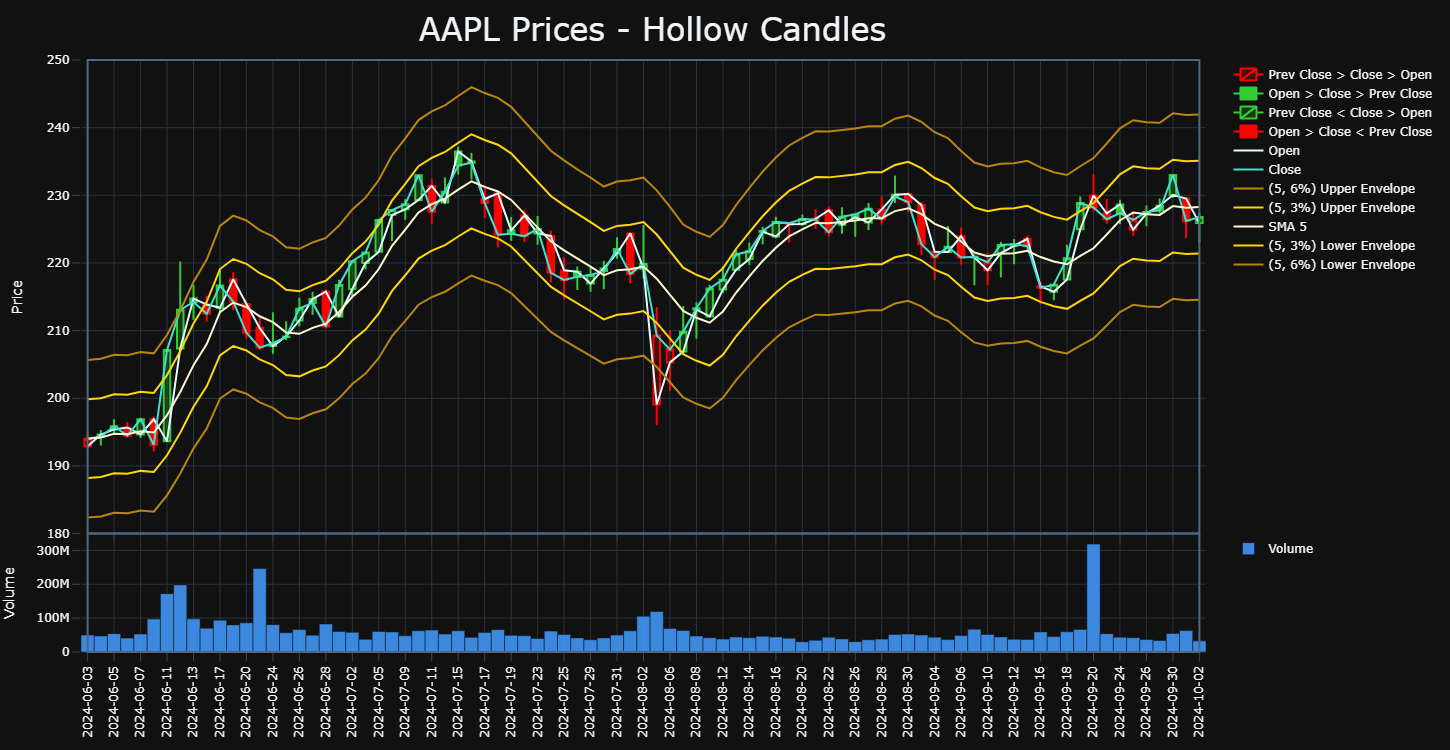 AAPL Prices - Hollow Candles
250
240
230
220
210
200
190
180
Price
300M
200M
100M
0
Volume
2024-06-03
2024-06-05
2024-06-07
2024-06-11
2024-06-13
2024-06-17
2024-06-20
2024-06-24
2024-06-26
2024-06-28
2024-07-02
2024-07-05
2024-07-09
2024-07-11
2024-07-15
2024-07-17
2024-07-19
2024-07-23
2024-07-25
2024-07-29
2024-07-31
2024-08-02
2024-08-06
2024-08-08
2024-08-12
2024-08-14
2024-08-16
2024-08-20
2024-08-22
2024-08-26
2024-08-28
2024-08-30
2024-09-04
2024-09-06
2024-09-10
2024-09-12
2024-09-16
2024-09-18
2024-09-20
2024-09-24
2024-09-26
2024-09-30
2024-10-02
Prev Close > Close > Open
Open > Close > Prev Close
Prev Close < Close > Open
Open > Close < Prev Close
Open
Close
(5, 6%) Upper Envelope
(5, 3%) Upper Envelope
SMA 5
(5, 3%) Lower Envelope
(5, 6%) Lower Envelope
Volume